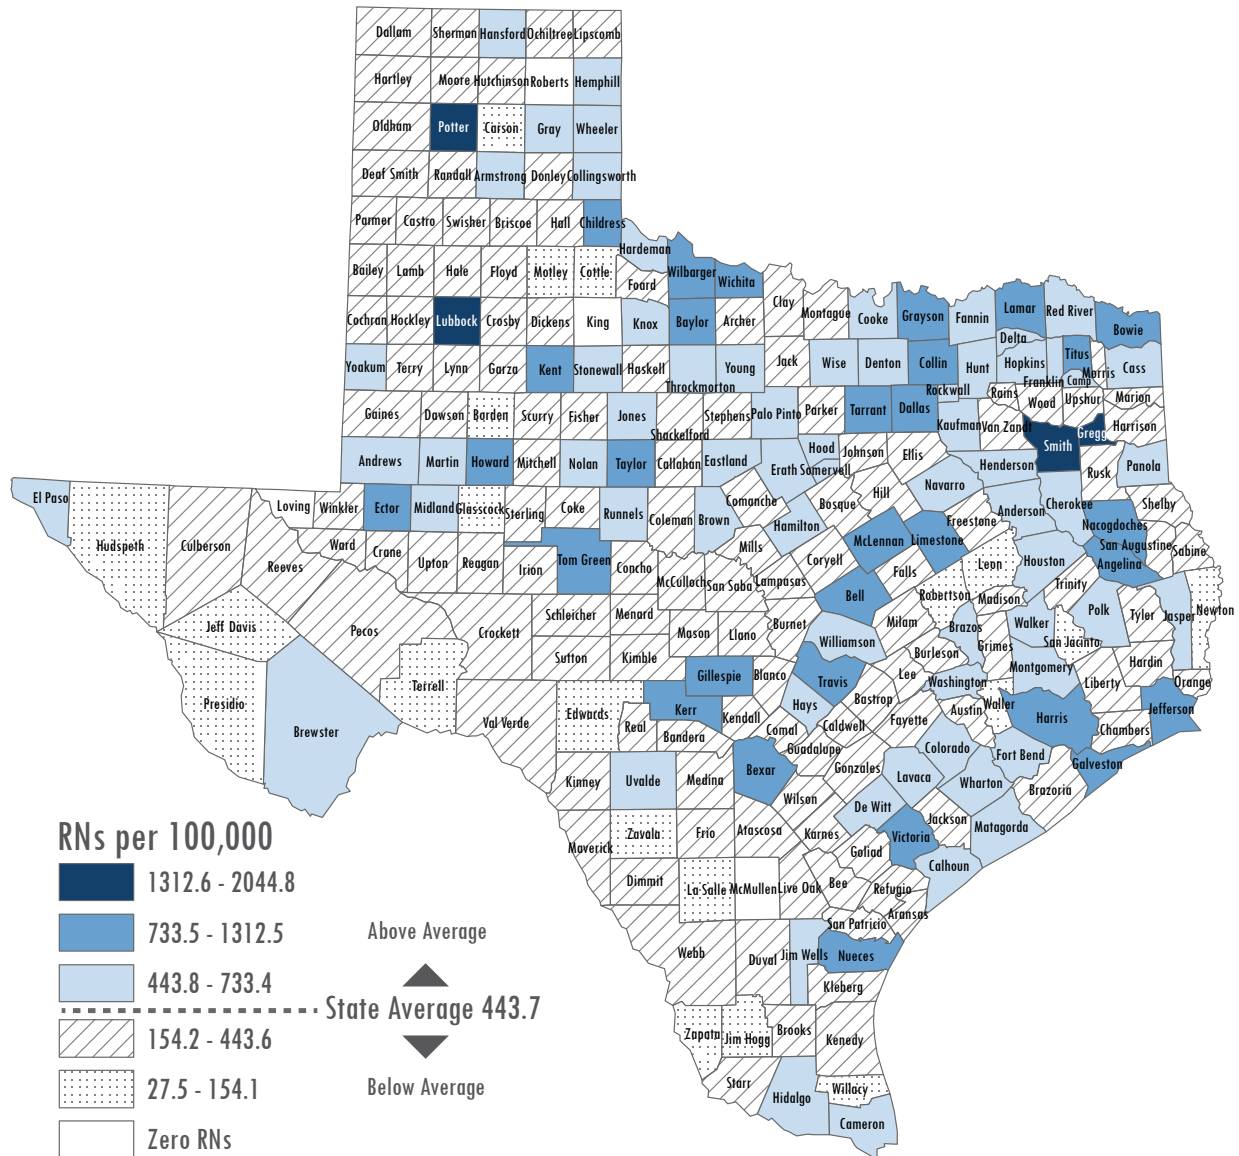 Dallam Sherman Hansford Ochiltree Lipscomb
Hartley Moore Hutchinson Roberts Hemphill
Oldham Potter Carson Gray Wheeler
Deaf Smith Randall Armstrong Donley Collingsworth
Parmer Castro Swisher Briscoe Hall Childress
Hardeman
Bailey Lamb Hale Floyd Motley Cottle Foard Wilbarger Wichita
Clay Montague Cooke Grayson Fannin Lamar Red River Bowie
Cochran Hockley Lubbock Crosby Dickens King Knox Baylor Archer
Delta
Yoakum Terry Lynn Garza Kent Stonewall Haskell Throckmorton Young Jack Wise Denton Collin Hunt Hopkins Titus Morris Cass
Rockwall Rains Franklin Camp
Gaines Dawson Barden Scurry Fisher Jones Shackelford Stephens Palo Pinto Parker Tarrant Dallas Kaufman Van Zandt Wood Upshur Marion
Smith Gregg Harrison
Andrews Martin Howard Mitchell Nolan Taylor Callahan Eastland Erath Hood Somervell Johnson Ellis Henderson Rusk Panola
El Paso Hudspeth Culberson Loving Winkler Ector Midland Glasscock Sterling Coke Runnels Coleman Brown Comanche Hamilton Bosque Hill Navarro Freestone Anderson Cherokee Nacogdoches Shelby
San Augustine Sabine
Reeves Ward Crane Upton Reagan Irion Tom Green Concho McCulloch San Saba Mills Lampasas Coryell McLennan Limestone Falls Leon Houston Angelina
Trinity
Jeff Davis Pecos Crockett Schleicher Menard Mason Llano Burnet Bell Milam Robertson Madison Walker Polk Tyler Jasper Newton
Williamson Brazos Grimes San Jacinto
Presidio Brewster Terrell Sutton Kimble Gillespie Blanco Travis Lee Burleson Washington Montgomery Liberty Hardin Orange
Val Verde Edwards Real Kerr Kendall Hays Bastrop Austin Waller Harris Chambers Jefferson
Bandera Comal Caldwell Fayette
Kinney Uvalde Medina Bexar Guadalupe Gonzales Lavaca Colorado Fort Bend Galveston
Wilson Wharton Brazoria
Maverick Zavala Frio Atascosa Karnes De Witt Victoria Jackson Matagorda
Goliad Calhoun
Dimmit La Salle McMullen Live Oak Bee Refugio
Aransas
San Patricio
Webb Duval Jim Wells Nueces
Kleberg
Zapata Jim Hogg Brooks Kenedy
Starr Hidalgo Willacy
Cameron
RNs per 100,000
1312.6 - 2044.8
733.5 - 1312.5
Above Average
443.8 - 733.4
State Average 443.7
154.2 - 443.6
27.5 - 154.1
Below Average
Zero RNs